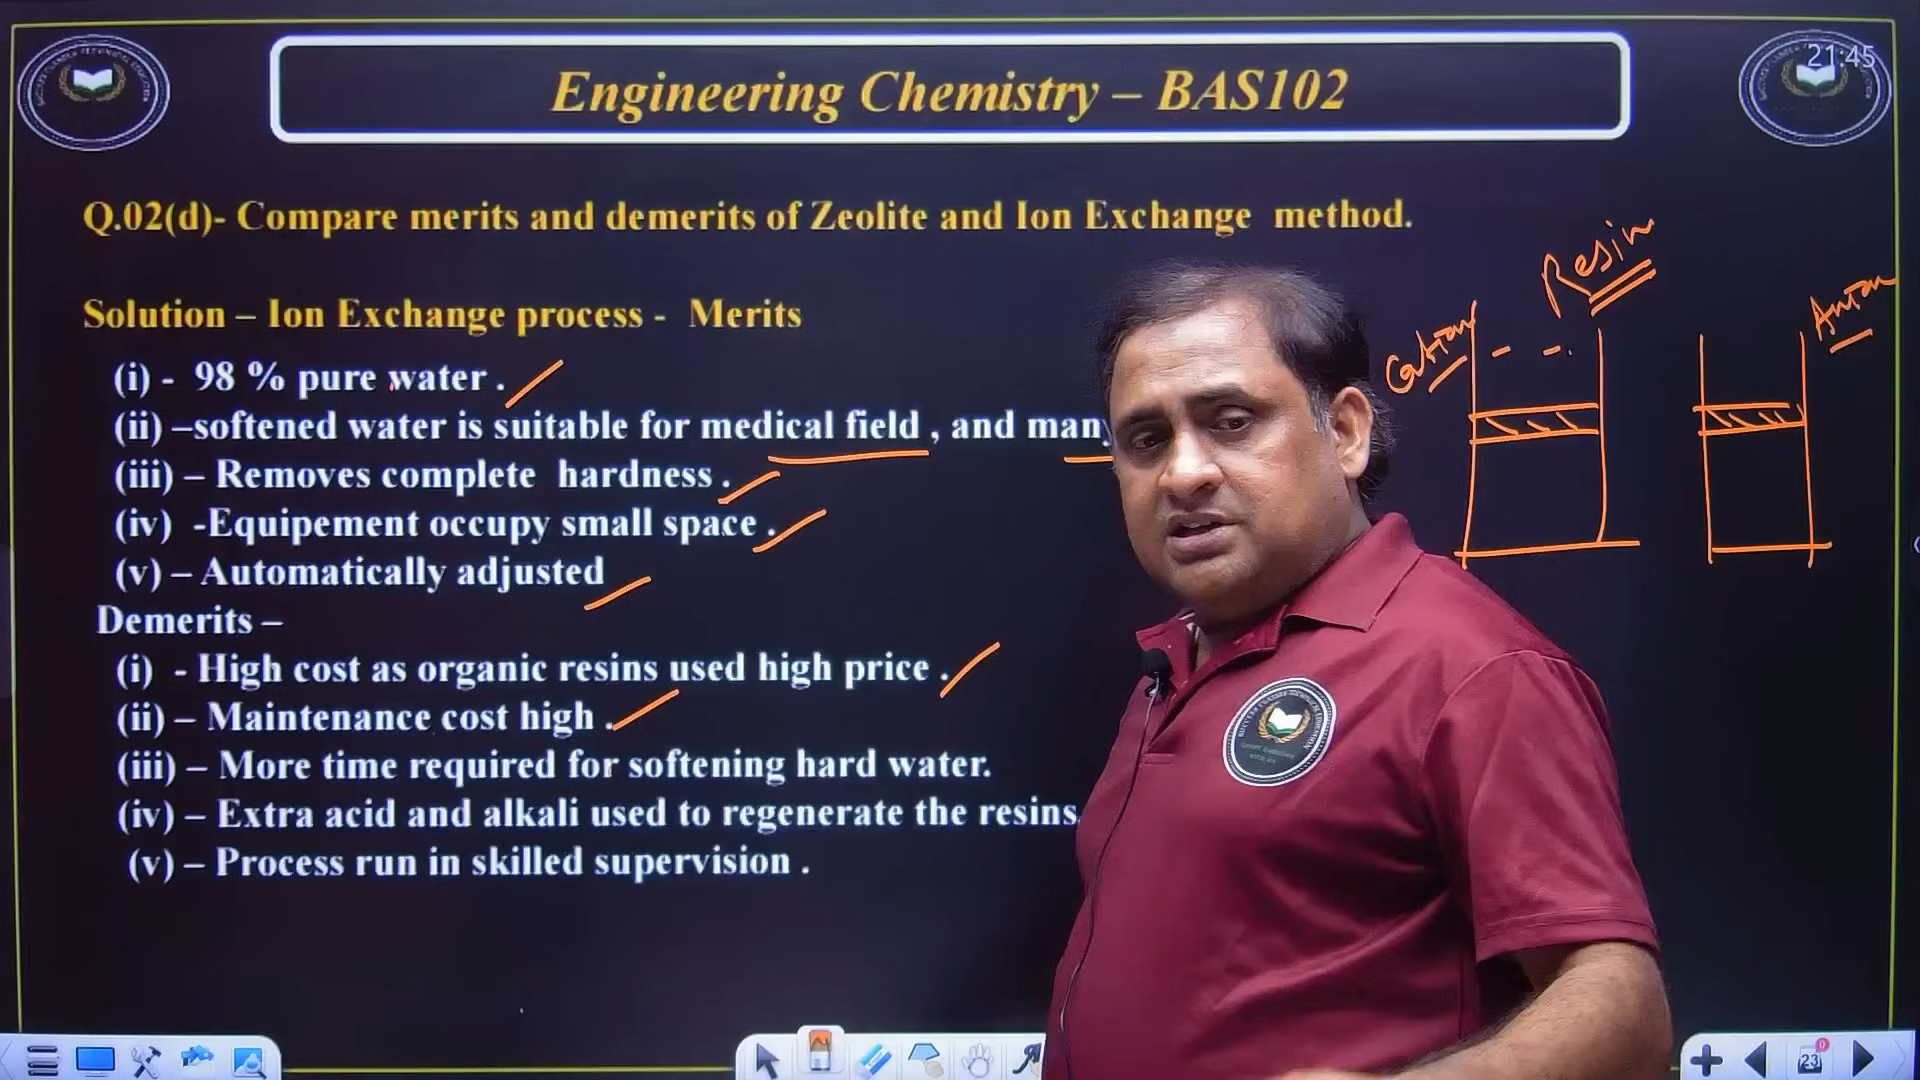 21:45
Engineering Chemistry – BAS102
Q.02(d)- Compare merits and demerits of Zeolite and Ion Exchange method.
Resin
Solution – Ion Exchange process - Merits
Cation
Anion
(i) - 98 % pure water .
(ii) –softened water is suitable for medical field , and many
(iii) – Removes complete hardness .
(iv) -Equipement occupy small space .
(v) – Automatically adjusted
Demerits –
(i) - High cost as organic resins used high price .
(ii) – Maintenance cost high .
(iii) – More time required for softening hard water.
(iv) – Extra acid and alkali used to regenerate the resins.
(v) – Process run in skilled supervision .
23
0